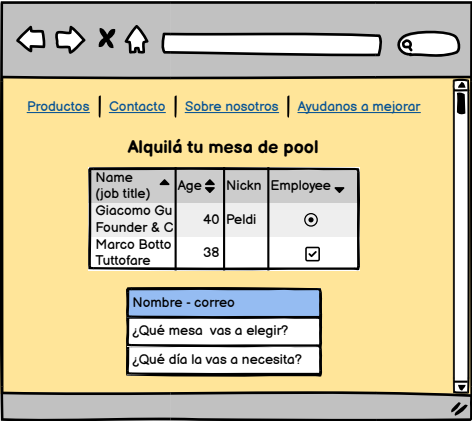 Productos Contacto Sobre nosotros Ayudanos a mejorar
Alquilá tu mesa de pool
Name
(job title) Age Nickn Employee
Giacomo Gu
Founder & C 40 Peldi
Marco Botto
Tuttofare 38
Nombre - correo
¿Qué mesa vas a elegir?
¿Qué día la vas a necesita?